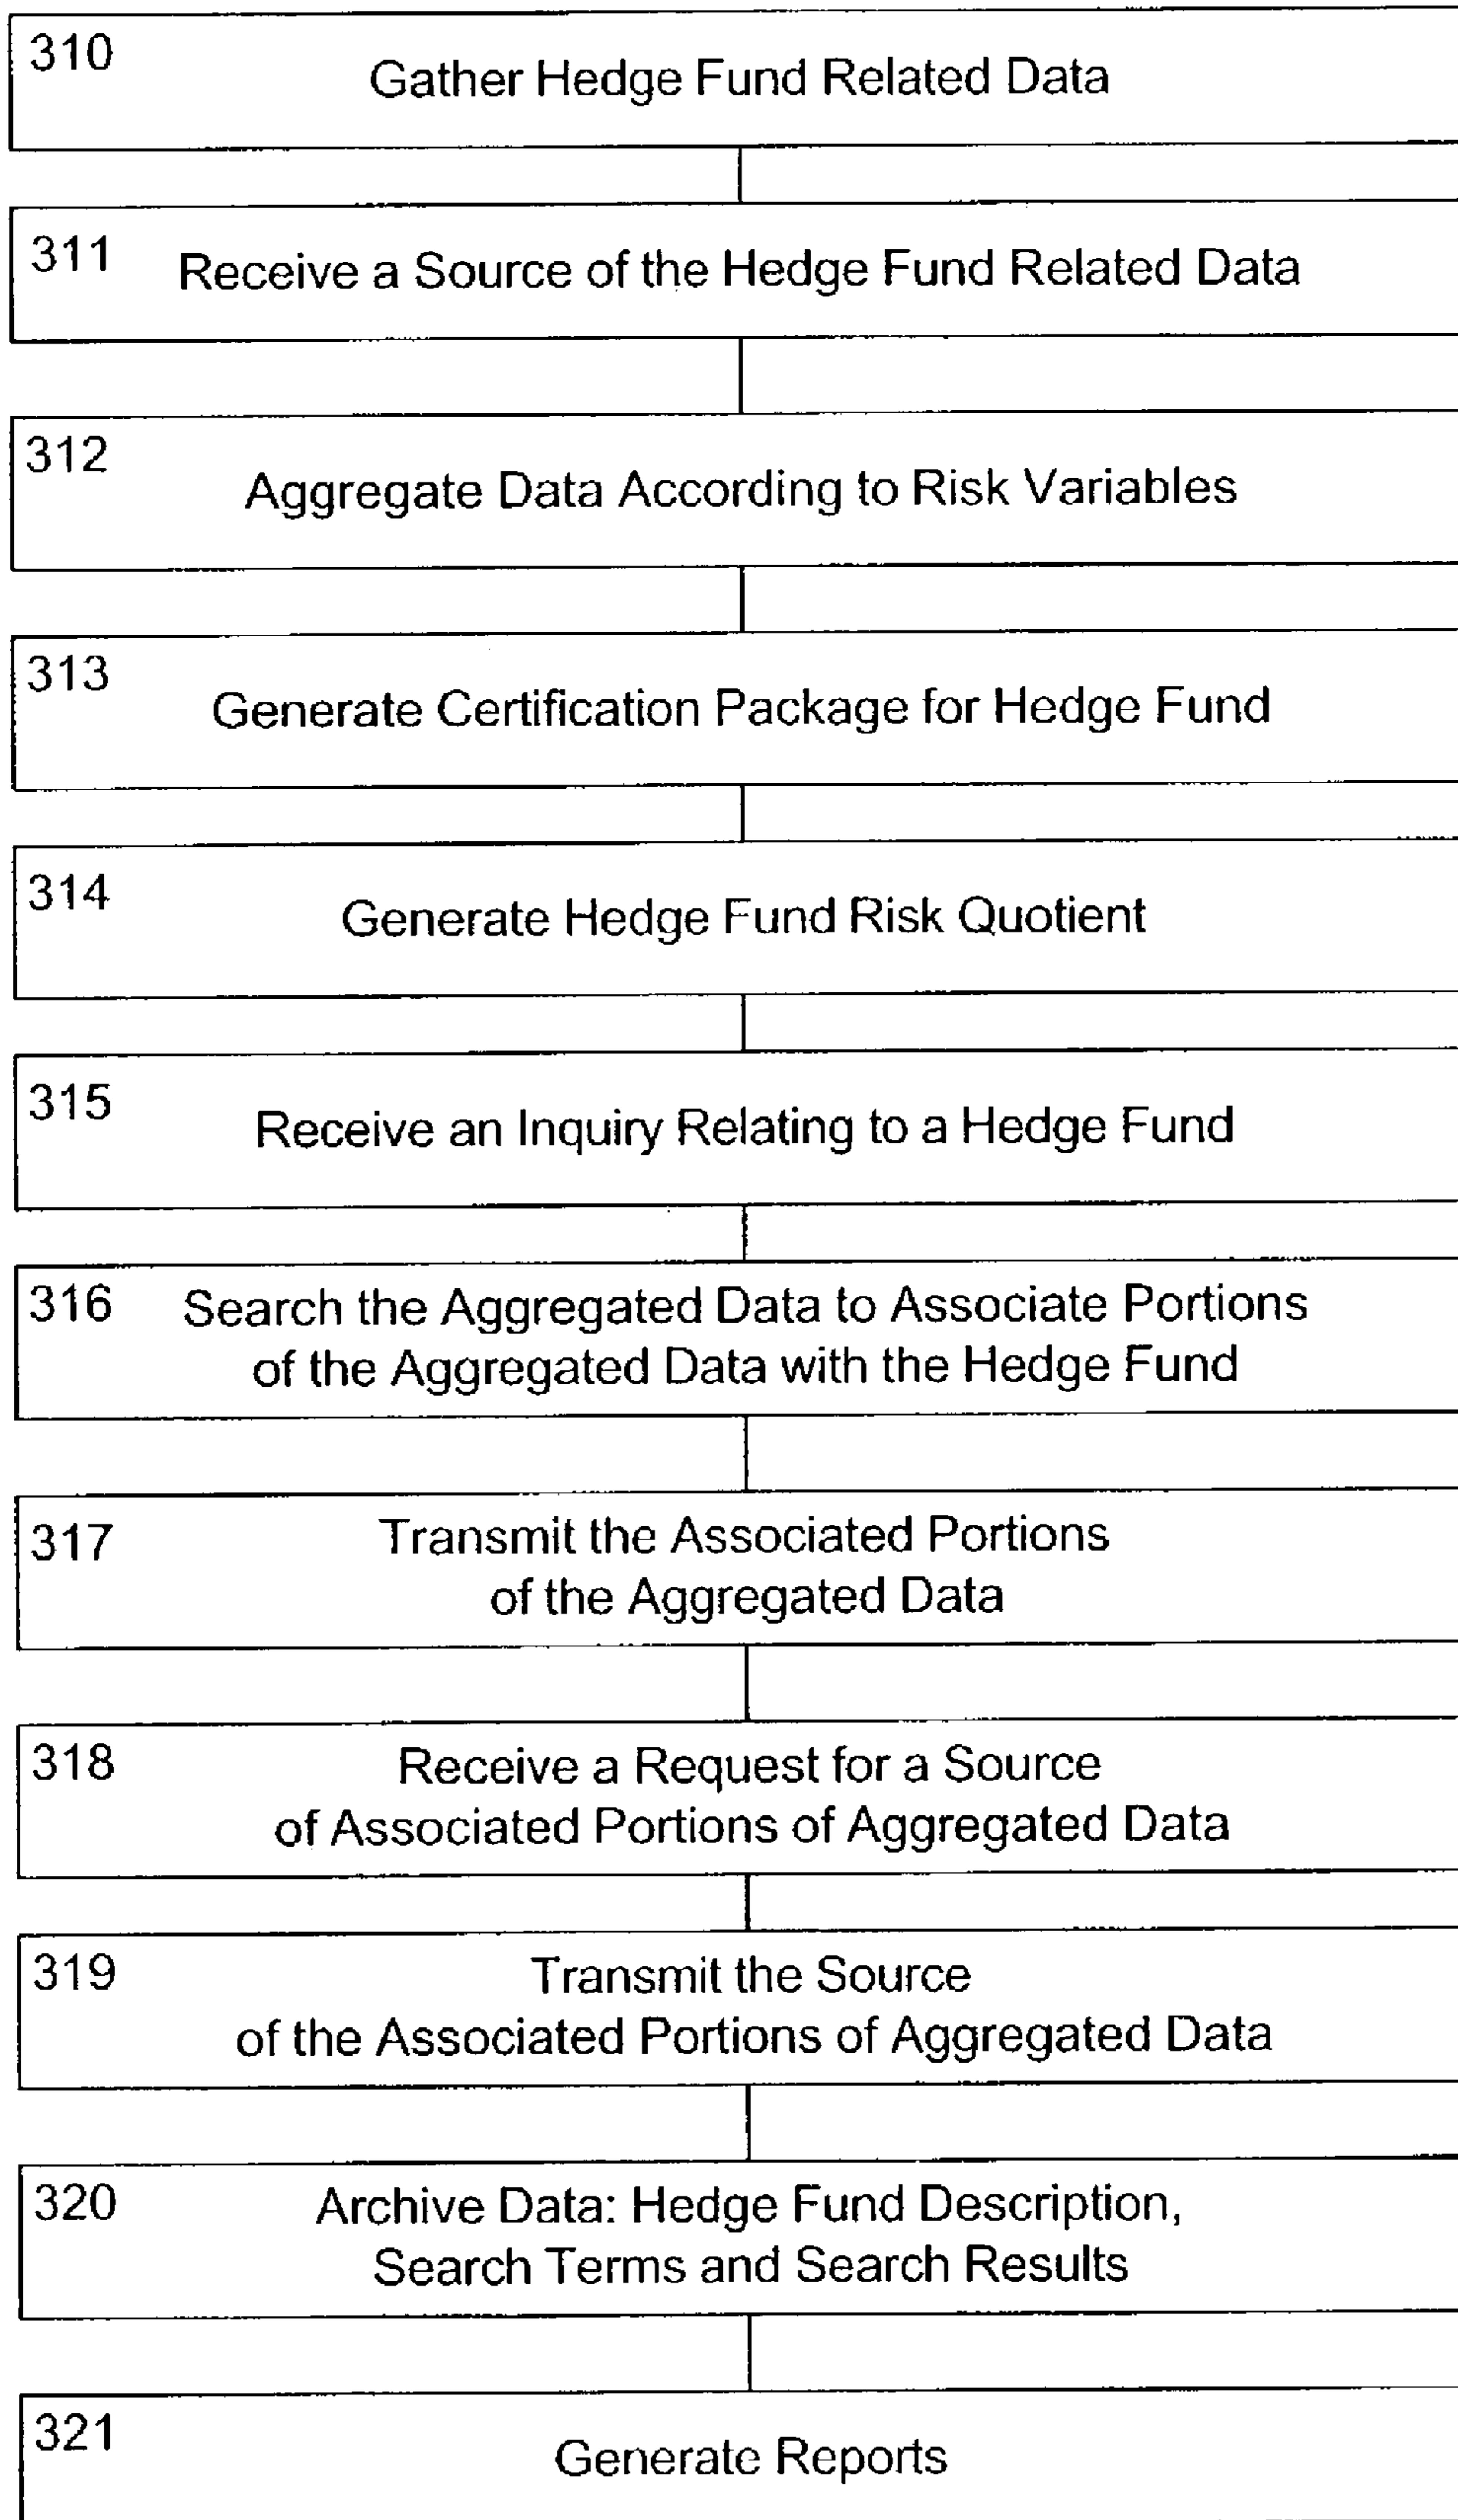 310
Gather Hedge Fund Related Data
311
Receive a Source of the Hedge Fund Related Data
312
Aggregate Data According to Risk Variables
313
Generate Certification Package for Hedge Fund
314
Generate Hedge Fund Risk Quotient
315
Receive an Inquiry Relating to a Hedge Fund
316
Search the Aggregated Data to Associate Portions
of the Aggregated Data with the Hedge Fund
317
Transmit the Associated Portions
of the Aggregated Data
318
Receive a Request for a Source
of Associated Portions of Aggregated Data
319
Transmit the Source
of the Associated Portions of Aggregated Data
320
Archive Data: Hedge Fund Description,
Search Terms and Search Results
321
Generate Reports